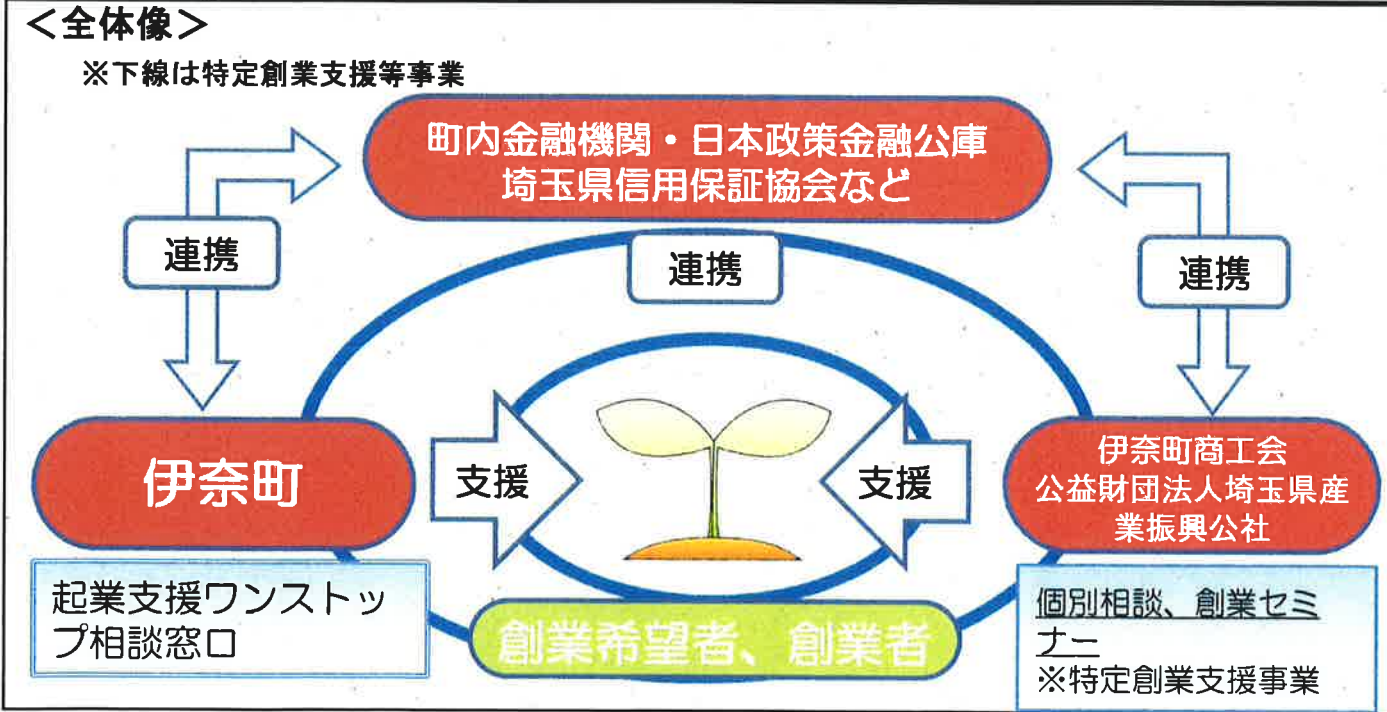 ＜全体像＞
※下線は特定創業支援等事業
町内金融機関・日本政策金融公庫
埼玉県信用保証協会など
連携
連携
連携
伊奈町
支援
支援
伊奈町商工会
公益財団法人埼玉県産
業振興公社
起業支援ワンストッ
プ相談窓口
創業希望者、創業者
個別相談、創業セミ
ナー
※特定創業支援事業